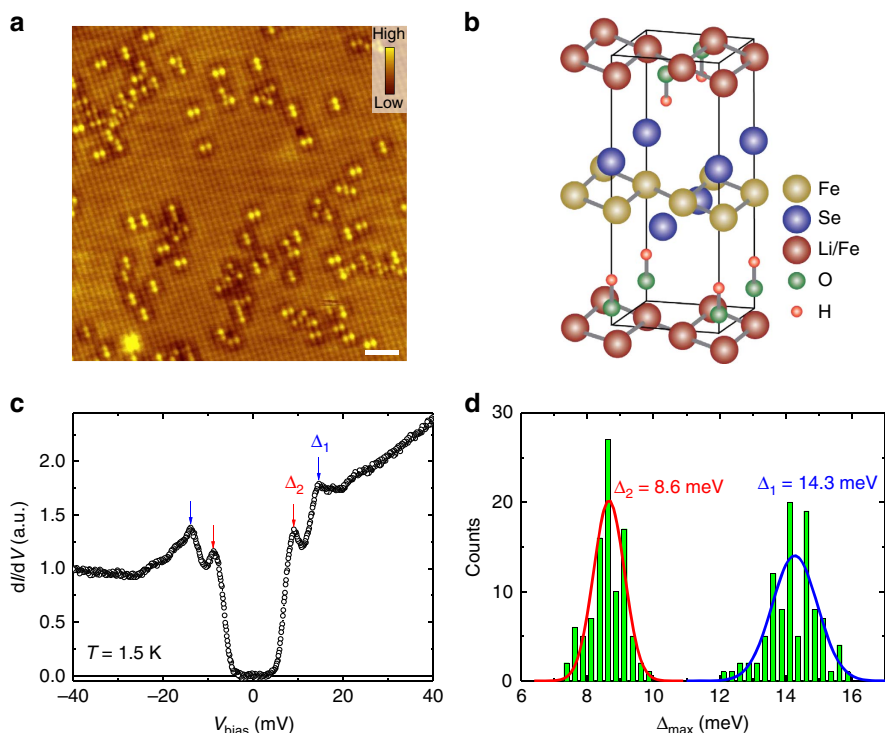 a
High
Low
b
Fe
Se
Li/Fe
O
H
c
dI/dV (a.u.)
2.0
1.5
1.0
0.5
0.0
Δ1
Δ2
T = 1.5 K
−40 −20 0 20 40
Vbias (mV)
d
Counts
30
20
10
0
Δ2 = 8.6 meV
Δ1 = 14.3 meV
8 10 12 14 16
Δmax (meV)